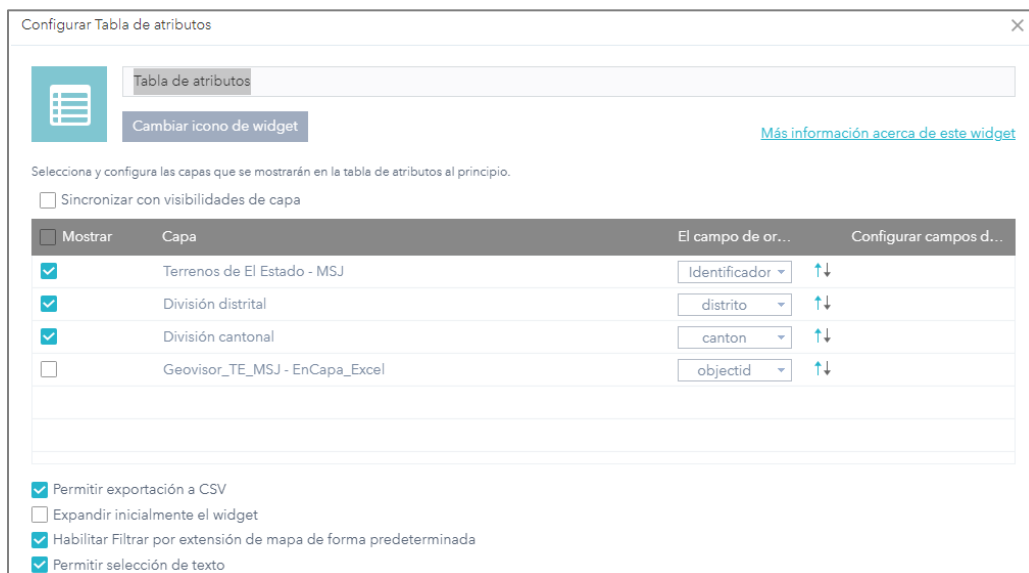 Configurar Tabla de atributos
Tabla de atributos
Cambiar icono de widget
Más información acerca de este widget
Selecciona y configura las capas que se mostrarán en la tabla de atributos al principio.
Sincronizar con visibilidades de capa
Mostrar Capa El campo de or... Configurar campos d...
Terrenos de El Estado - MSJ Identificador
División distrital distrito
División cantonal canton
Geovisor_TE_MSJ - EnCapa_Excel objectid
Permitir exportación a CSV
Expandir inicialmente el widget
Habilitar Filtrar por extensión de mapa de forma predeterminada
Permitir selección de texto